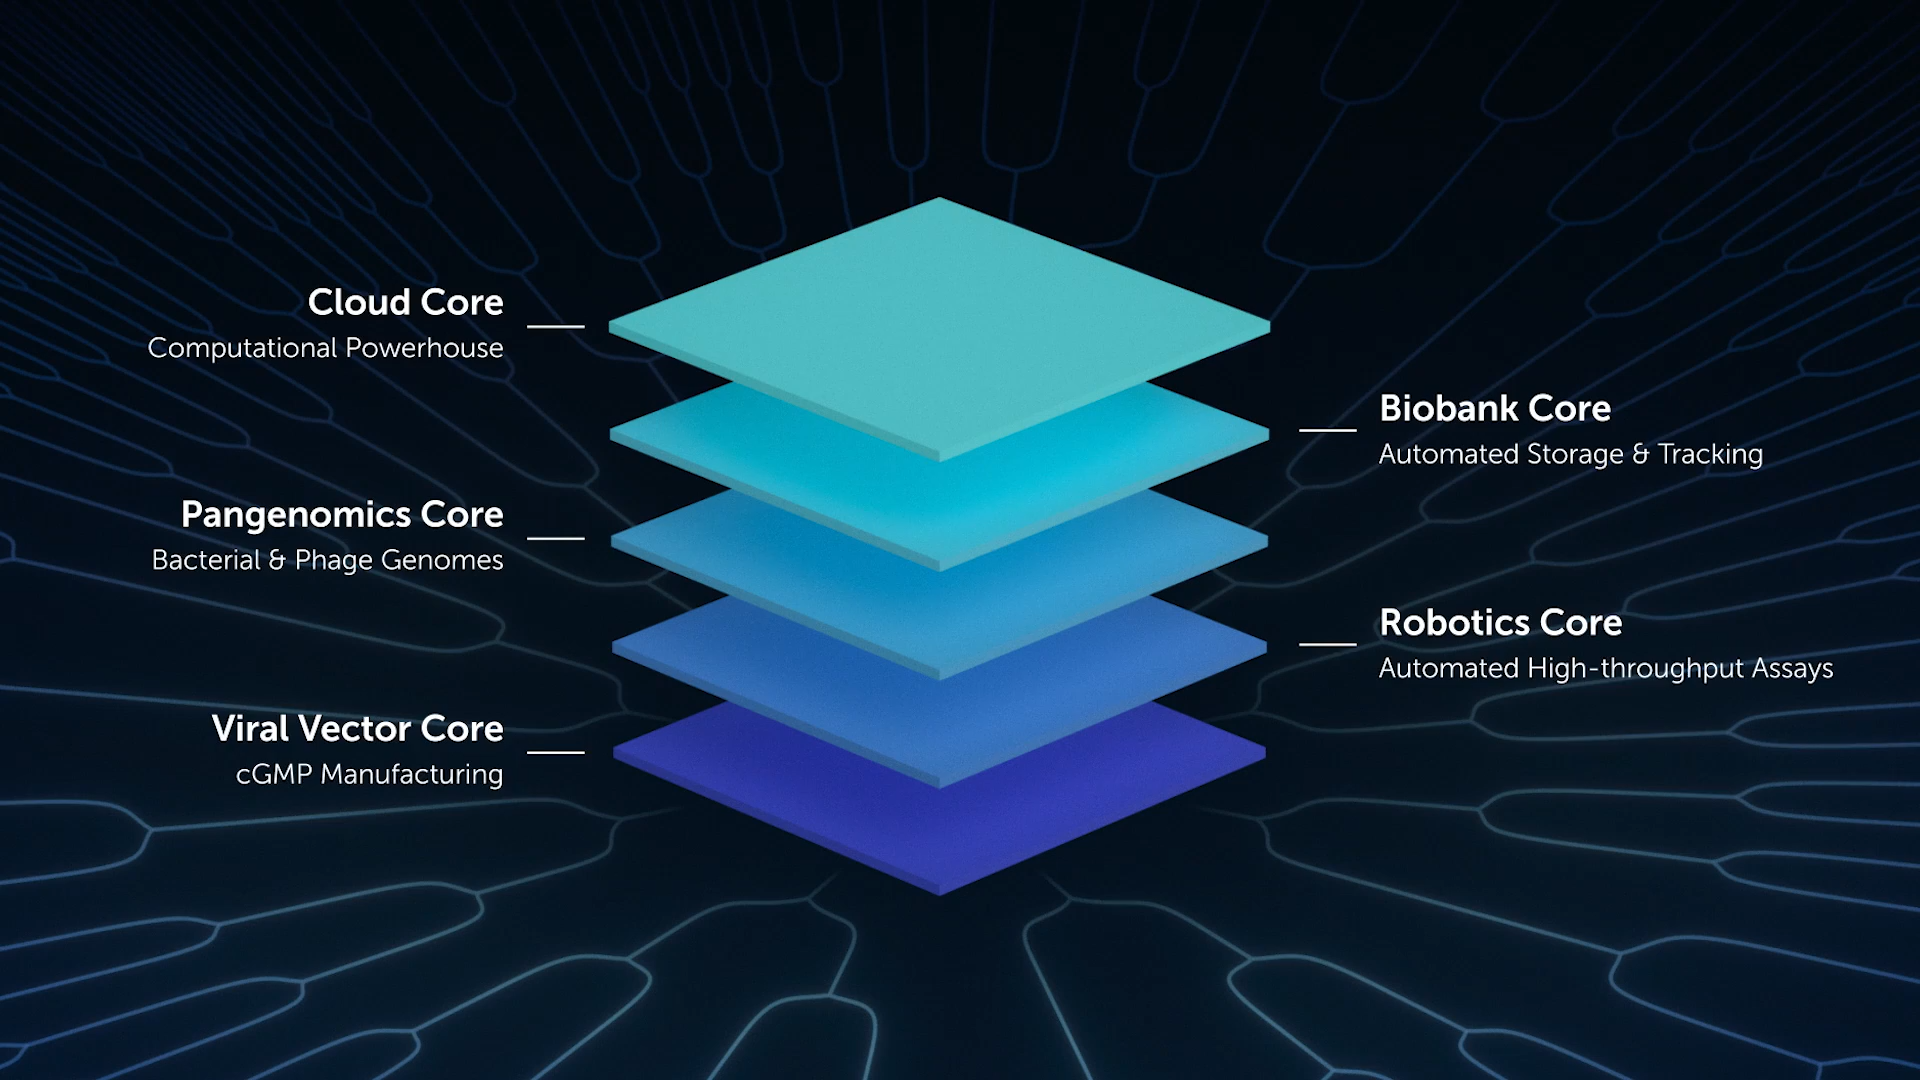 Cloud Core
Computational Powerhouse
Biobank Core
Automated Storage & Tracking
Pangenomics Core
Bacterial & Phage Genomes
Robotics Core
Automated High-throughput Assays
Viral Vector Core
cGMP Manufacturing